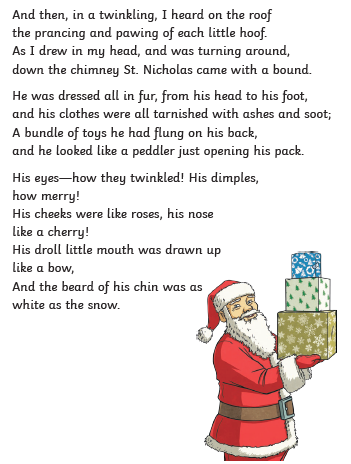 And then, in a twinkling, I heard on the roof
the prancing and pawing of each little hoof.
As I drew in my head, and was turning around,
down the chimney St. Nicholas came with a bound.
He was dressed all in fur, from his head to his foot,
and his clothes were all tarnished with ashes and soot;
A bundle of toys he had flung on his back,
and he looked like a peddler just opening his pack.
His eyes—how they twinkled! His dimples,
how merry!
His cheeks were like roses, his nose
like a cherry!
His droll little mouth was drawn up
like a bow,
And the beard of his chin was as
white as the snow.